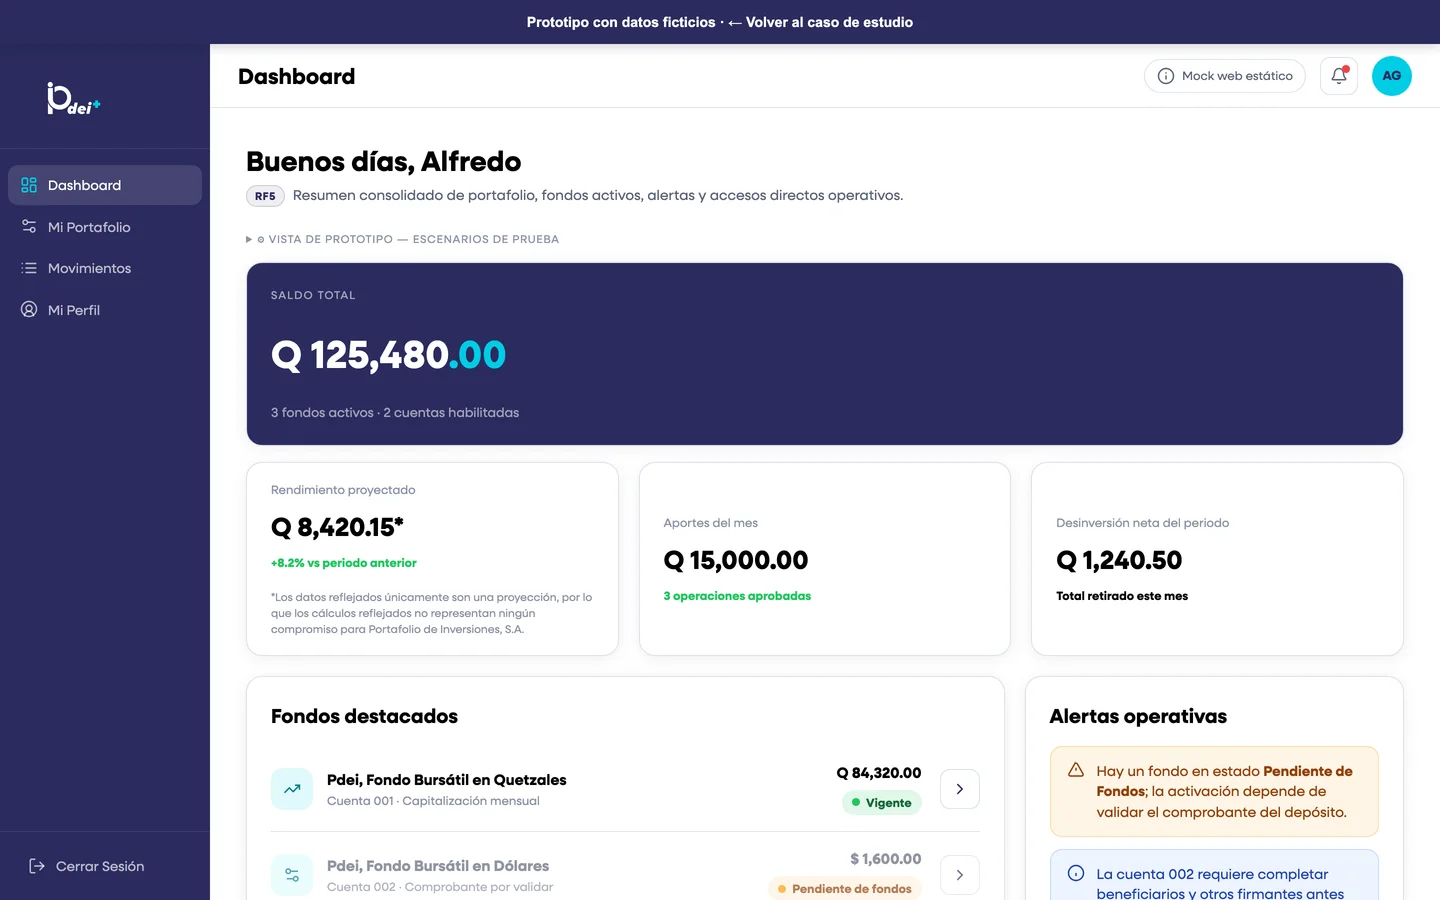 Prototipo con datos ficticios · ← Volver al caso de estudio
pdei+
Dashboard
Mi Portafolio
Movimientos
Mi Perfil
Cerrar Sesión
Dashboard
Mock web estático
AG
Buenos días, Alfredo
RF5 Resumen consolidado de portafolio, fondos activos, alertas y accesos directos operativos.
VISTA DE PROTOTIPO — ESCENARIOS DE PRUEBA
SALDO TOTAL
Q 125,480.00
3 fondos activos · 2 cuentas habilitadas
Rendimiento proyectado
Q 8,420.15*
+8.2% vs periodo anterior
*Los datos reflejados únicamente son una proyección, por lo
que los cálculos reflejados no representan ningún
compromiso para Portafolio de Inversiones, S.A.
Aportes del mes
Q 15,000.00
3 operaciones aprobadas
Desinversión neta del periodo
Q 1,240.50
Total retirado este mes
Fondos destacados
Pdei, Fondo Bursátil en Quetzales
Cuenta 001 · Capitalización mensual
Q 84,320.00
Vigente
Pdei, Fondo Bursátil en Dólares
Cuenta 002 · Comprobante por validar
$ 1,600.00
Pendiente de fondos
Alertas operativas
Hay un fondo en estado Pendiente de
Fondos; la activación depende de
validar el comprobante del depósito.
La cuenta 002 requiere completar
beneficiarios y otros firmantes antes